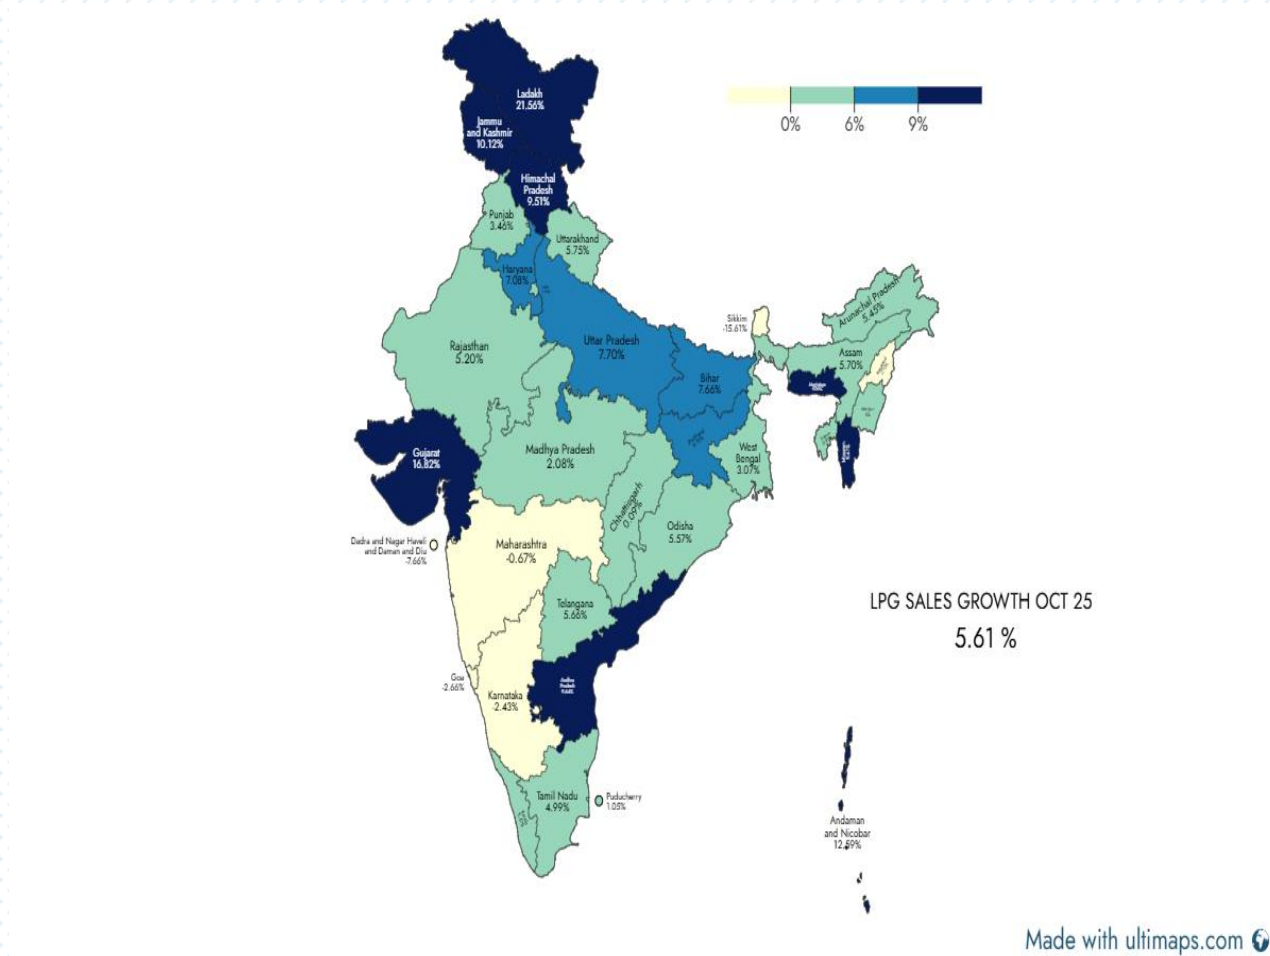 Ladakh
21.56%
Jammu
and Kashmir
10.12%
Himachal
Pradesh
9.51%
Punjab
3.46%
Uttarakhand
5.75%
Haryana
7.08%
0%
6%
9%
Rajasthan
5.20%
Uttar Pradesh
7.70%
Bihar
7.66%
Sikkim
-15.61%
Arunachal Pradesh
5.45%
Assam
5.70%
Gujarat
16.82%
Madhya Pradesh
2.08%
West
Bengal
3.07%
Chhattisgarh
0.09%
Odisha
5.57%
Dadra and Nagar Haveli
and Daman and Diu
-7.66%
Maharashtra
-0.67%
Telangana
5.66%
LPG SALES GROWTH OCT 25
5.61 %
Goa
-2.66%
Karnataka
-2.43%
Andhra
Pradesh
Tamil Nadu
4.99%
Puducherry
1.05%
Andaman
and Nicobar
12.59%
Made with ultimaps.com